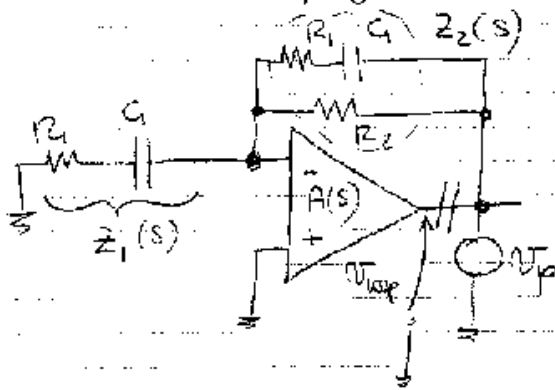 R₁ C₁ Z₂(s)
R₂
R₁ C₁
Z₁(s)
-
A(s)
+